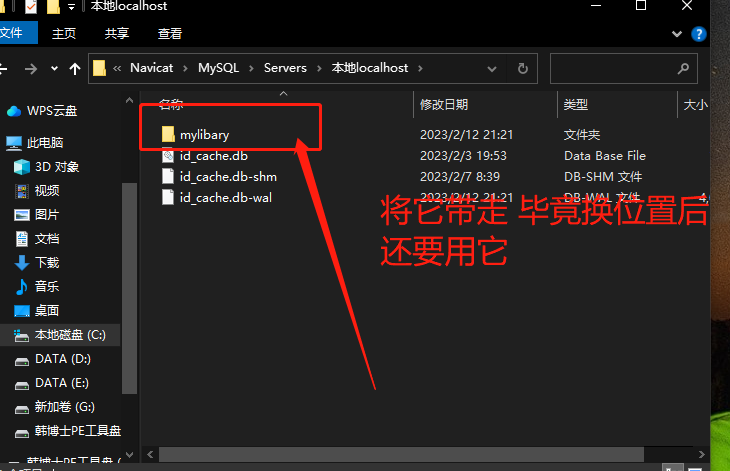 本地localhost
文件
主页
共享
查看
« Navicat > MySQL > Servers > 本地localhost >
名称
修改日期
类型
大小
WPS云盘
此电脑
3D 对象
视频
图片
文档
下载
音乐
桌面
本地磁盘 (C:)
DATA (D:)
DATA (E:)
新加卷 (G:)
韩博士PE工具盘
韩博士PE工具盘 (
mylibary 2023/2/12 21:21 文件夹
id_cache.db 2023/2/3 19:53 Data Base File
id_cache.db-shm 2023/2/7 8:39 DB-SHM 文件
id_cache.db-wal 2023/2/12 21:21 DB-WAL 文件
将它带走 毕竟换位置后
还要用它